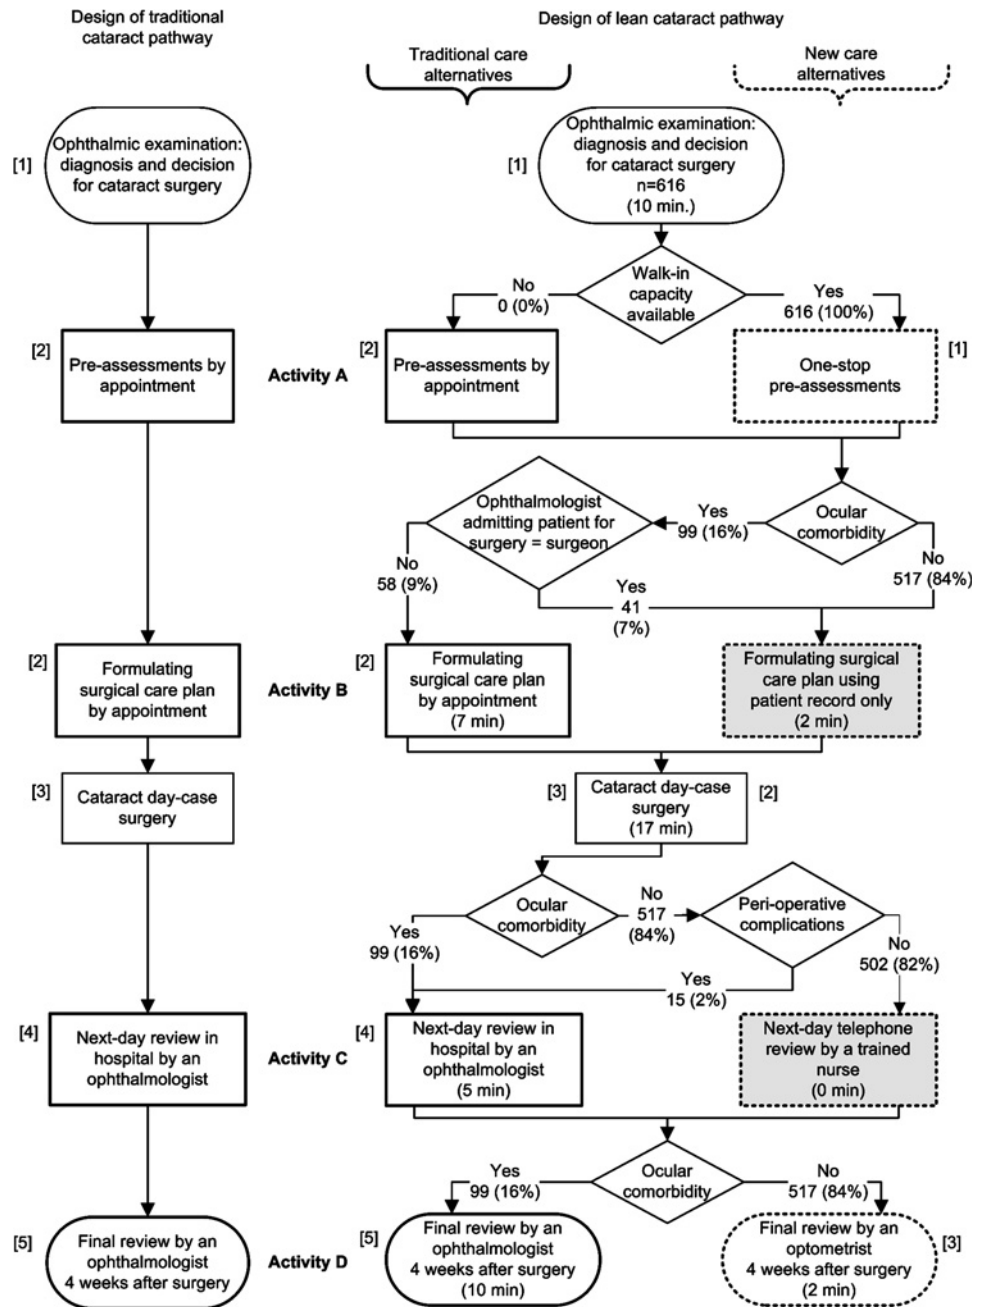 Design of traditional
cataract pathway
Design of lean cataract pathway
Traditional care
alternatives
New care
alternatives
[1]
Ophthalmic examination:
diagnosis and decision
for cataract surgery
[1]
Ophthalmic examination:
diagnosis and decision
for cataract surgery
n=616
(10 min.)
Walk-in
capacity
available
No
0 (0%)
Yes
616 (100%)
[2]
Pre-assessments by
appointment
Activity A
[2]
Pre-assessments by
appointment
One-stop
pre-assessments
[1]
Ophthalmologist
admitting patient for
surgery = surgeon
Yes
99 (16%)
Ocular
comorbidity
No
58 (9%)
Yes
41
(7%)
No
517 (84%)
[2]
Formulating
surgical care plan
by appointment
Activity B
[2]
Formulating
surgical care plan
by appointment
(7 min)
Formulating surgical
care plan using
patient record only
(2 min)
[3]
Cataract day-case
surgery
[3]
Cataract day-case
surgery
(17 min)
[2]
Ocular
comorbidity
No
517
(84%)
Peri-operative
complications
Yes
99 (16%)
Yes
15 (2%)
No
502 (82%)
[4]
Next-day review in
hospital by an
ophthalmologist
Activity C
[4]
Next-day review in
hospital by an
ophthalmologist
(5 min)
Next-day telephone
review by a trained
nurse
(0 min)
Yes
99 (16%)
Ocular
comorbidity
No
517 (84%)
[5]
Final review by an
ophthalmologist
4 weeks after surgery
Activity D
[5]
Final review by an
ophthalmologist
4 weeks after surgery
(10 min)
Final review by an
optometrist
4 weeks after surgery
(2 min)
[3]